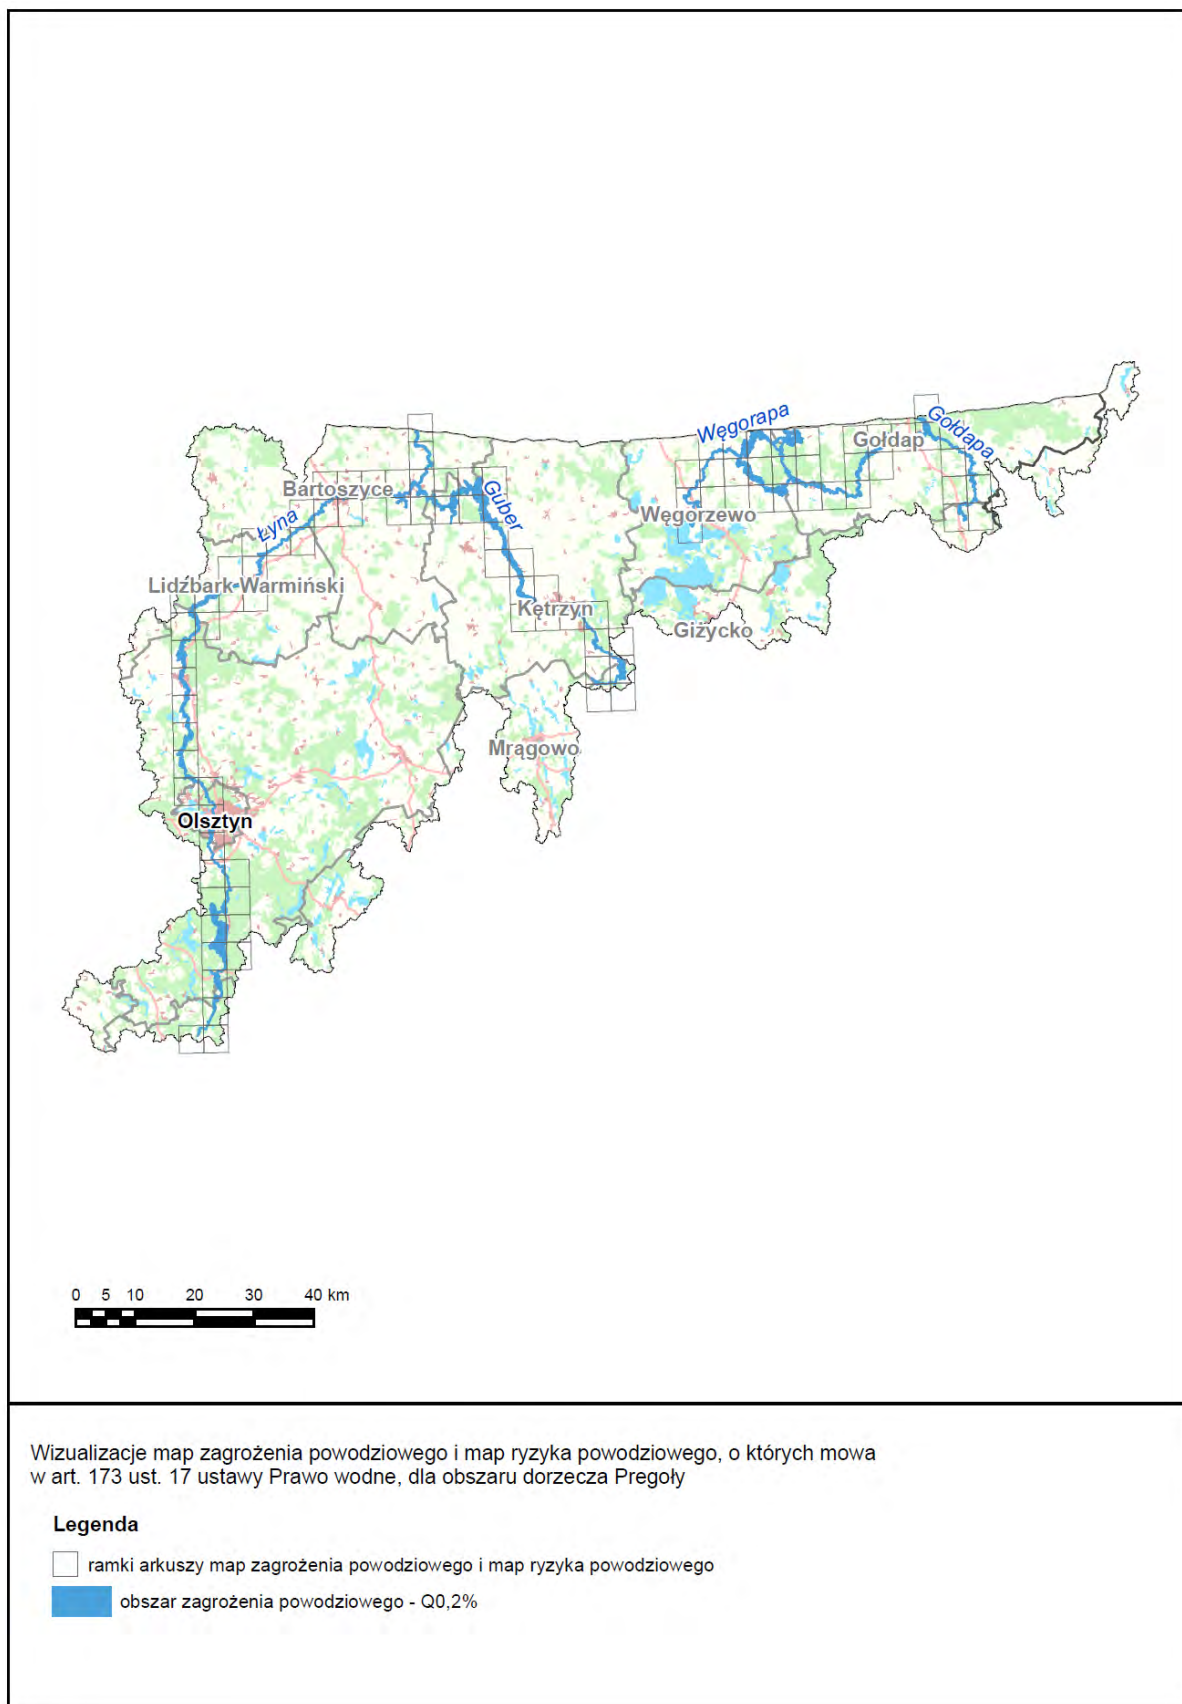 Węgorapa
Gołdapa
Gołdap
Bartoszyce
Guber
Łyna
Węgorzewo
Lidzbark Warmiński
Kętrzyn
Giżycko
Mrągowo
Olsztyn
0 5 10 20 30 40 km
Wizualizacje map zagrożenia powodziowego i map ryzyka powodziowego, o których mowa
w art. 173 ust. 17 ustawy Prawo wodne, dla obszaru dorzecza Pregoły
Legenda
ramki arkuszy map zagrożenia powodziowego i map ryzyka powodziowego
obszar zagrożenia powodziowego - Q0,2%